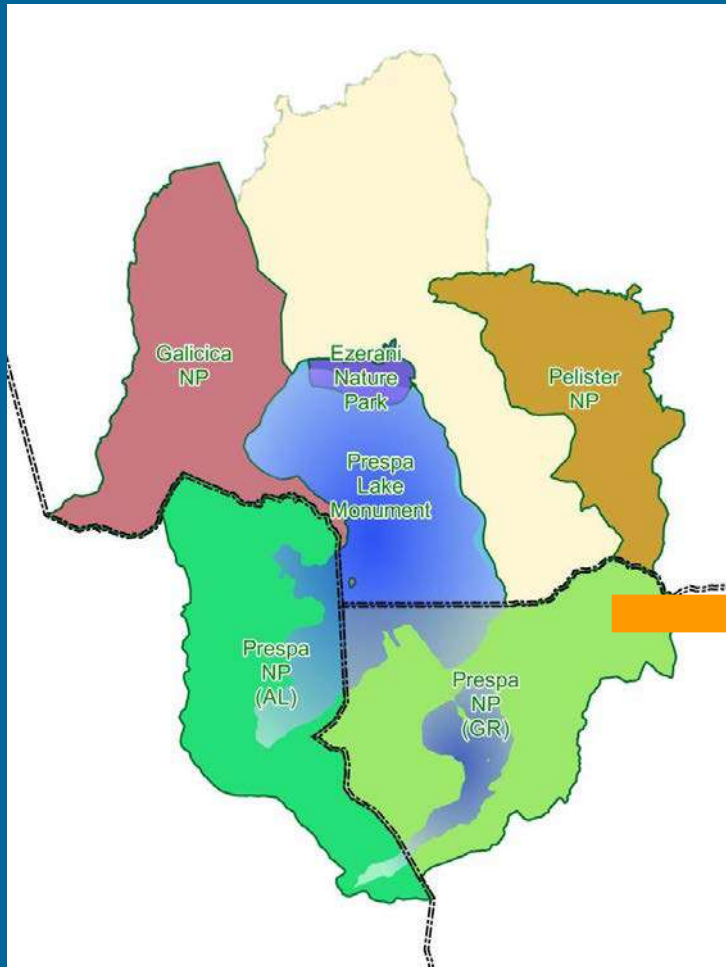 Galicica
NP
Ezerani
Nature
Park
Pelister
NP
Prespa
Lake
Monument
Prespa
NP
(AL)
Prespa
NP
(GR)